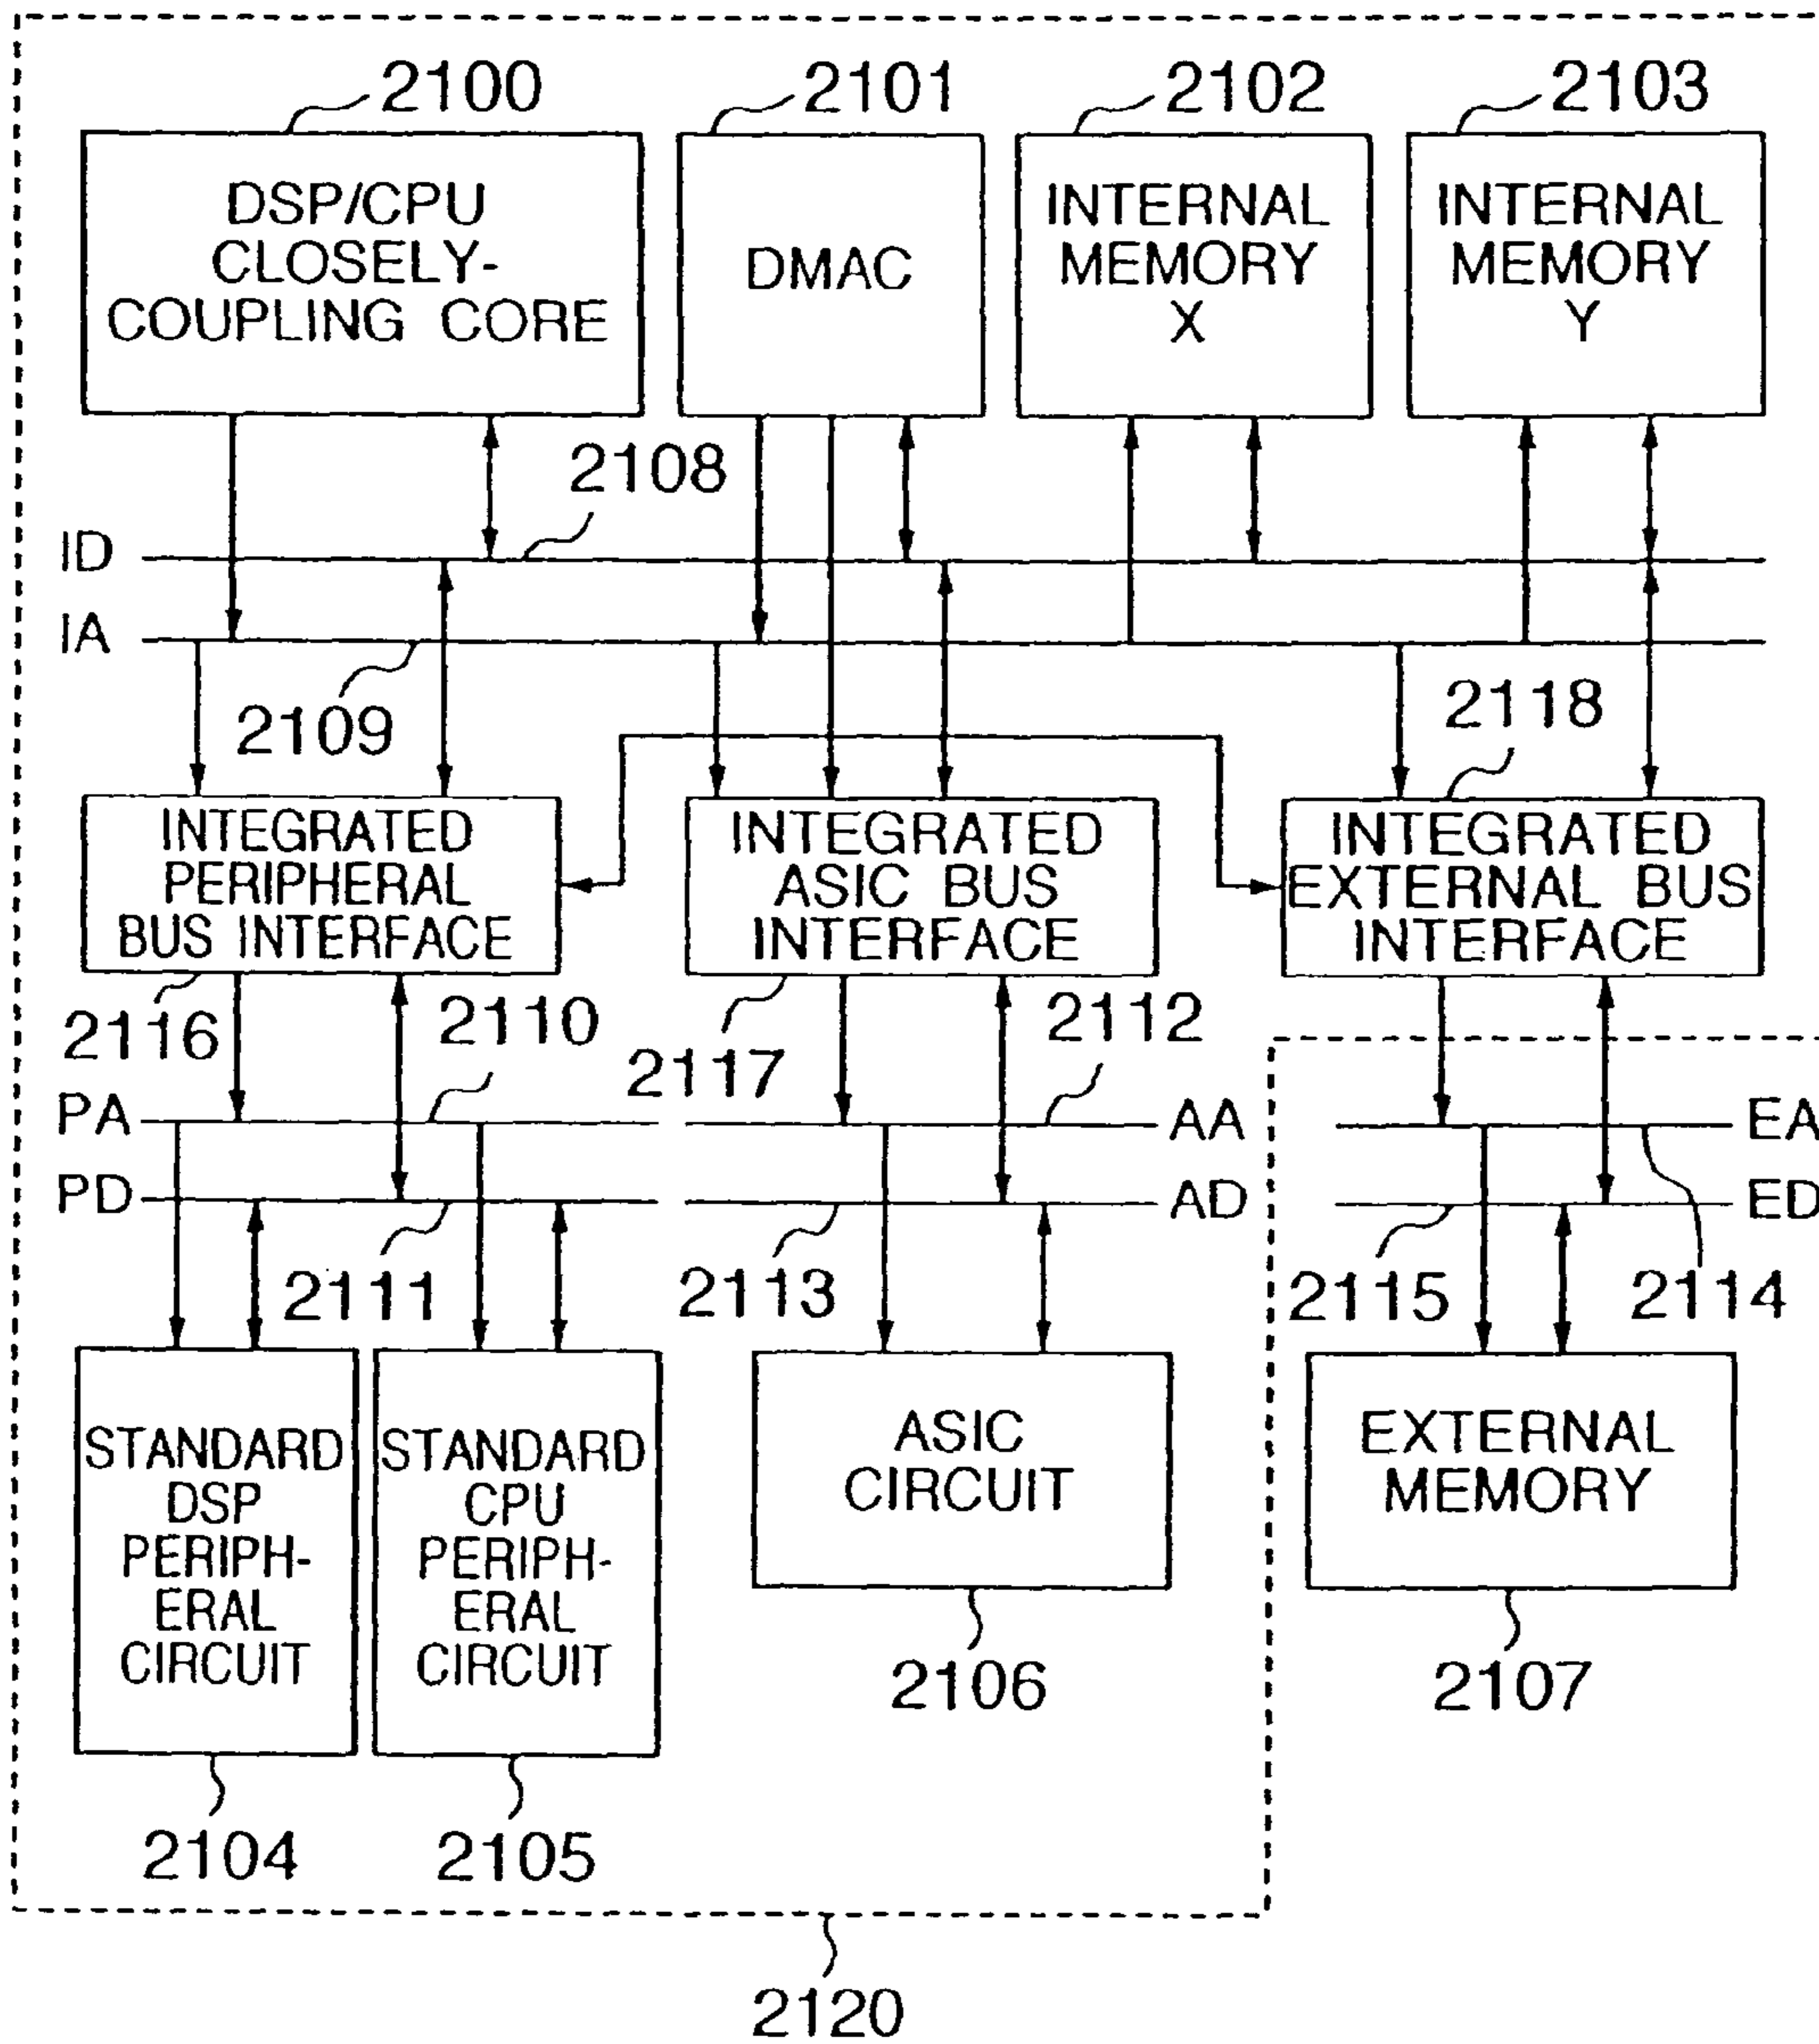 2100
2101
2102
2103
DSP/CPU
CLOSELY-
COUPLING CORE
DMAC
INTERNAL
MEMORY
X
INTERNAL
MEMORY
Y
2108
ID
IA
2109
2118
INTEGRATED
PERIPHERAL
BUS INTERFACE
INTEGRATED
ASIC BUS
INTERFACE
INTEGRATED
EXTERNAL BUS
INTERFACE
2116
2110
2117
2112
PA
AA
EA
PD
AD
ED
2111
2113
2115
2114
STANDARD
DSP
PERIPH-
ERAL
CIRCUIT
STANDARD
CPU
PERIPH-
ERAL
CIRCUIT
ASIC
CIRCUIT
EXTERNAL
MEMORY
2106
2107
2104
2105
2120